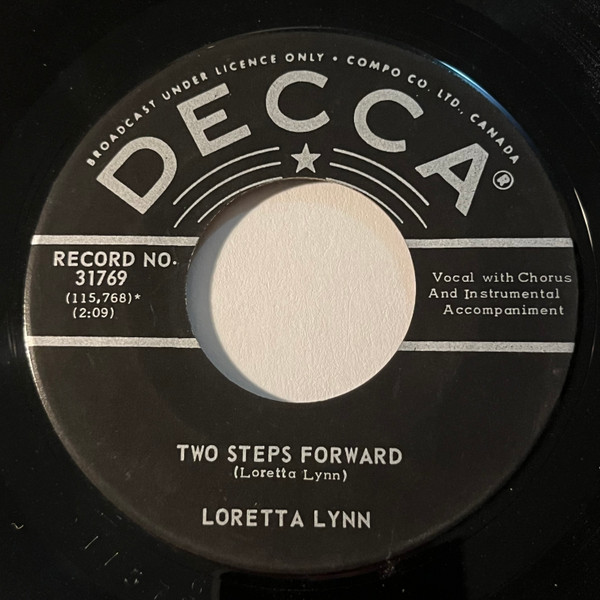 BROADCAST UNDER LICENCE ONLY • COMPO CO. LTD., CANADA
DECCA®
RECORD NO.
31769
(115,768)*
(2:09)
Vocal with Chorus
And Instrumental
Accompaniment
TWO STEPS FORWARD
(Loretta Lynn)
LORETTA LYNN